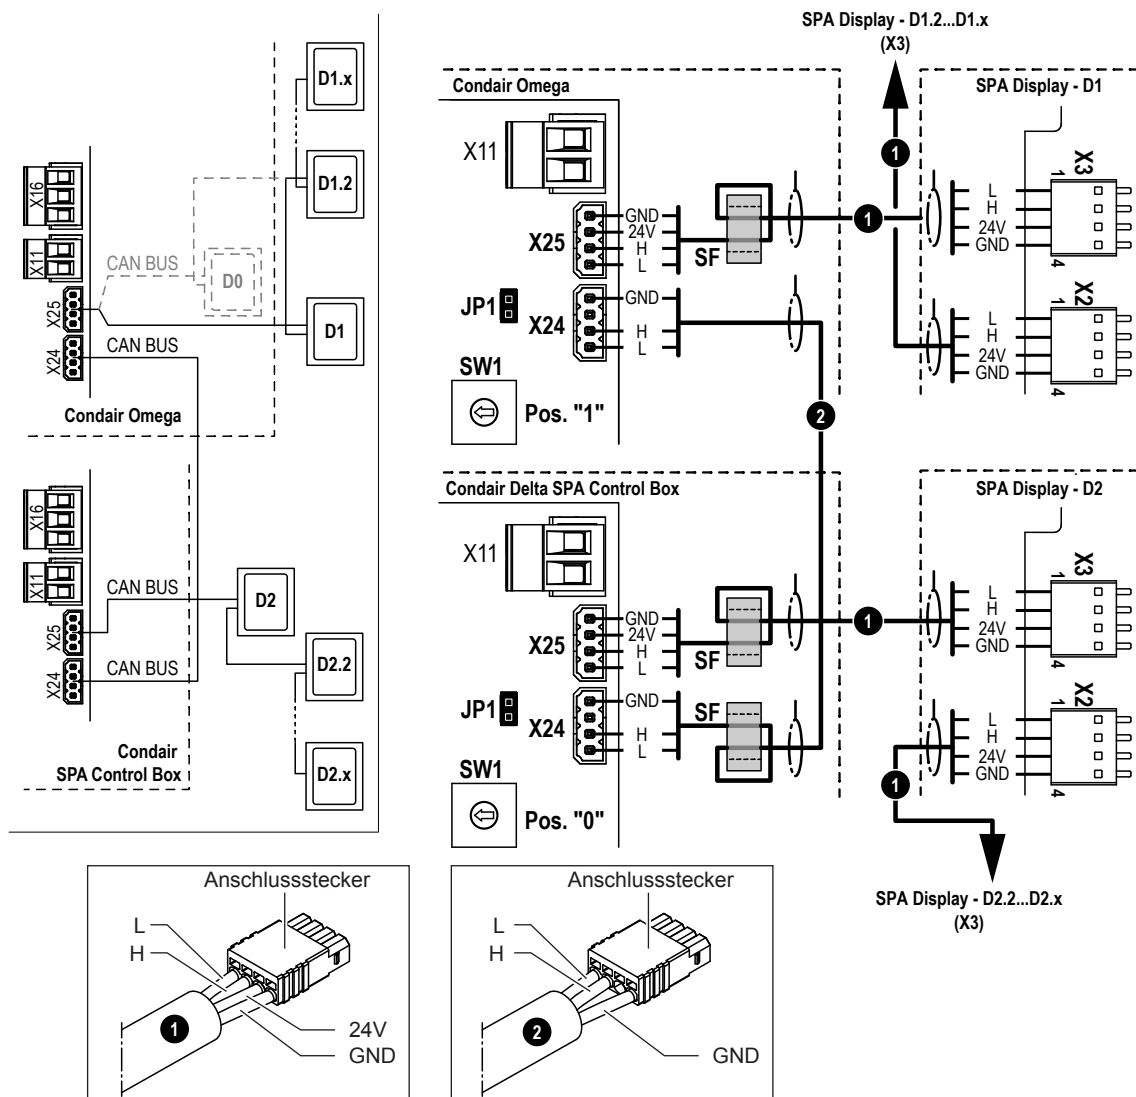 D1.x
D1.2
X16
X11
CAN BUS
D0
X25
D1
X24
CAN BUS
Condair Omega
X16
X11
CAN BUS
D2
X25
D2.2
X24
CAN BUS
Condair
SPA Control Box
D2.x
SPA Display - D1.2...D1.x
(X3)
Condair Omega
SPA Display - D1
X11
1
X3
1
L
H
24V
GND
4
X25
GND
24V
H
L
SF
1
JP1
X24
GND
H
L
X2
1
L
H
24V
GND
4
SW1
Pos. "1"
2
Condair Delta SPA Control Box
SPA Display - D2
X11
X3
1
L
H
24V
GND
4
X25
GND
24V
H
L
SF
1
JP1
X24
GND
H
L
SF
X2
1
L
H
24V
GND
4
1
SW1
Pos. "0"
SPA Display - D2.2...D2.x
(X3)
Anschlussstecker
L
H
1
24V
GND
Anschlussstecker
L
H
2
GND